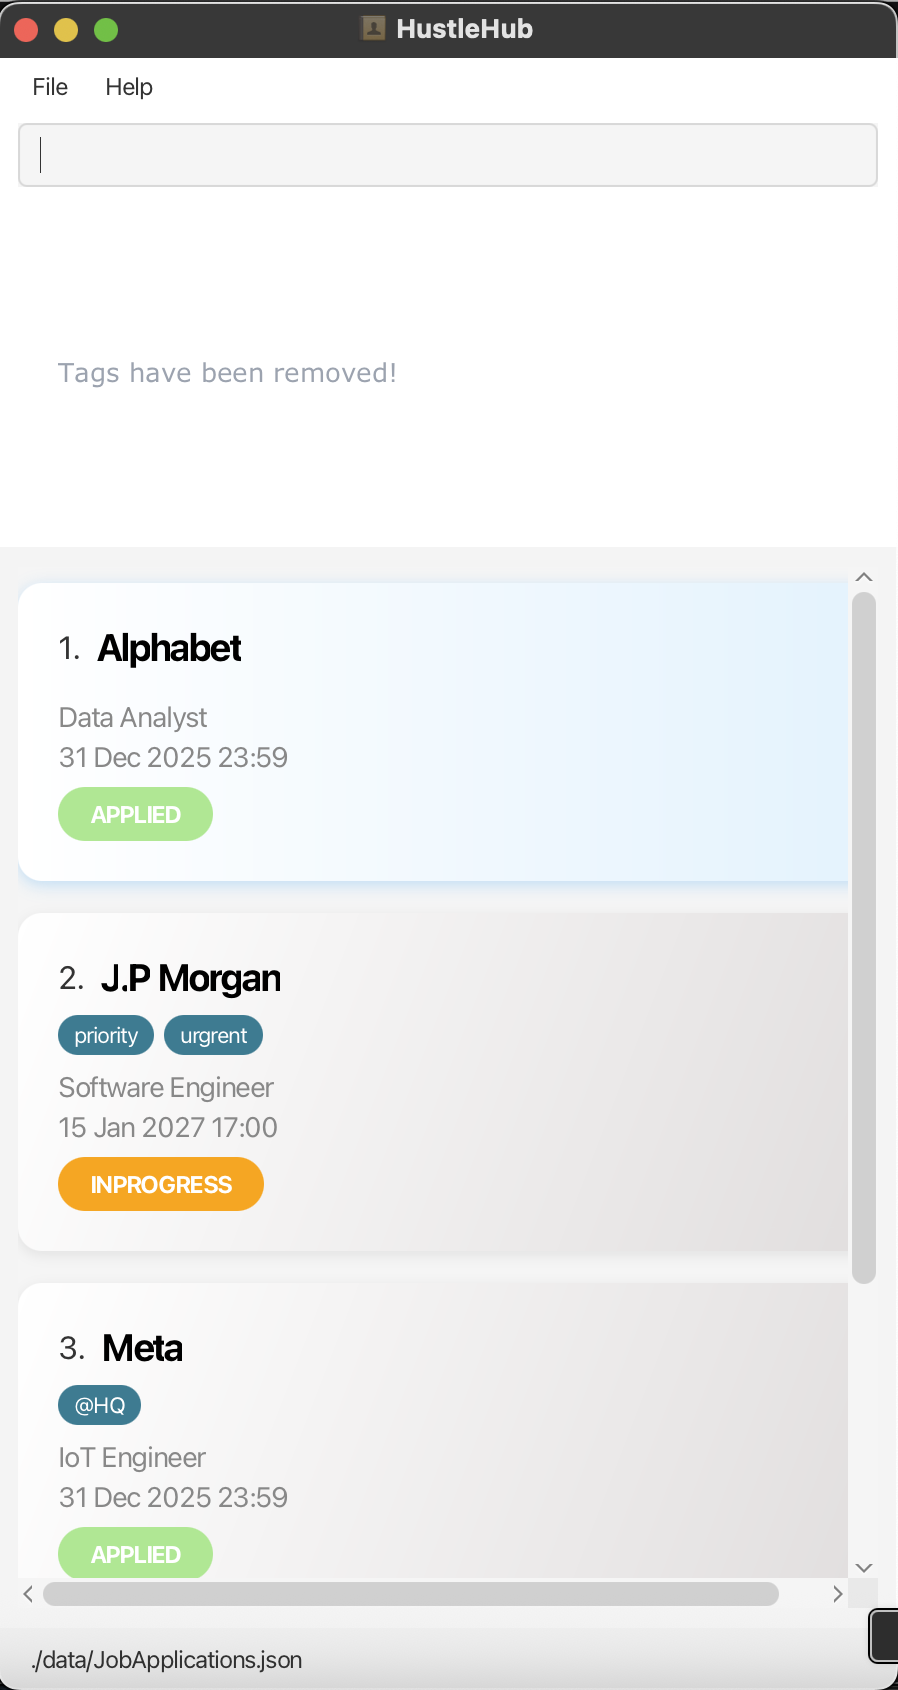 HustleHub
File Help
Tags have been removed!
1. Alphabet
Data Analyst
31 Dec 2025 23:59
APPLIED
2. J.P Morgan
priority urgrent
Software Engineer
15 Jan 2027 17:00
INPROGRESS
3. Meta
@HQ
IoT Engineer
31 Dec 2025 23:59
APPLIED
./data/JobApplications.json